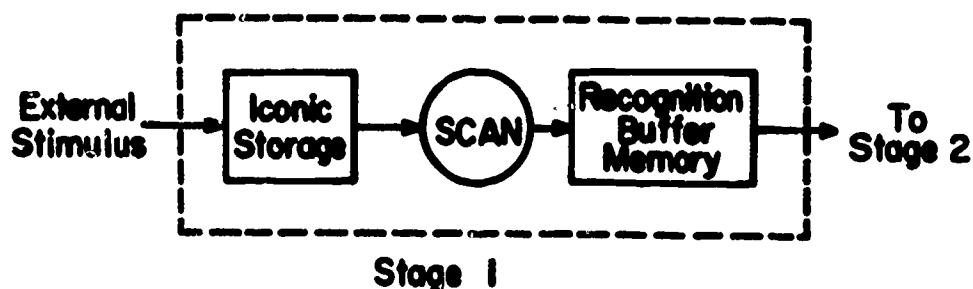 External
Stimulus
Iconic
Storage
SCAN
Recognition
Buffer
Memory
To
Stage 2
Stage 1